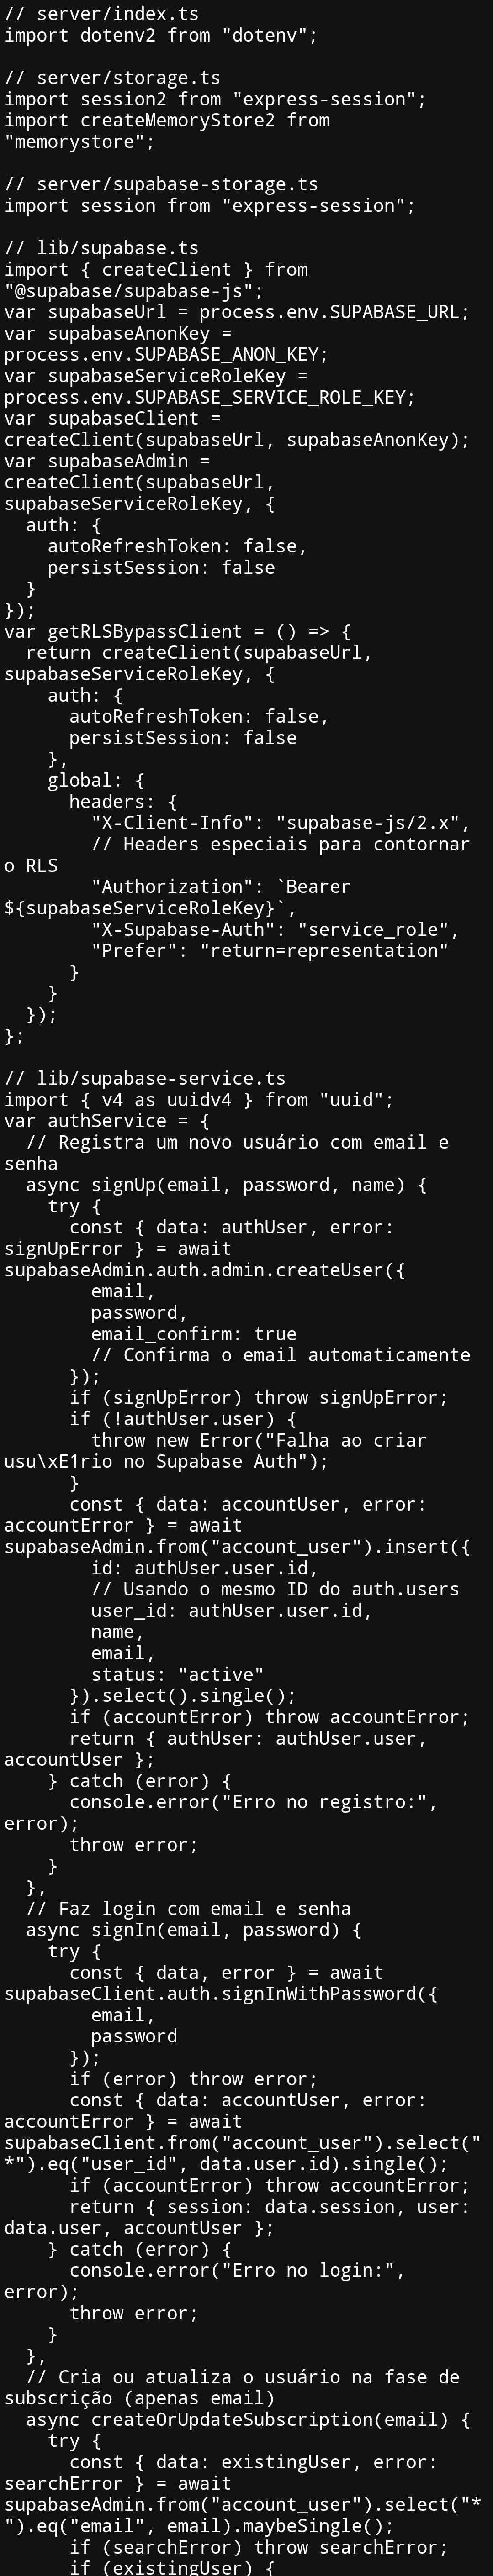 // server/index.ts
import dotenv2 from "dotenv";

// server/storage.ts
import session2 from "express-session";
import createMemoryStore2 from
"memorystore";

// server/supabase-storage.ts
import session from "express-session";

// lib/supabase.ts
import { createClient } from
"@supabase/supabase-js";
var supabaseUrl = process.env.SUPABASE_URL;
var supabaseAnonKey =
process.env.SUPABASE_ANON_KEY;
var supabaseServiceRoleKey =
process.env.SUPABASE_SERVICE_ROLE_KEY;
var supabaseClient =
createClient(supabaseUrl, supabaseAnonKey);
var supabaseAdmin =
createClient(supabaseUrl,
supabaseServiceRoleKey, {
  auth: {
    autoRefreshToken: false,
    persistSession: false
  }
});
var getRLSBypassClient = () => {
  return createClient(supabaseUrl,
supabaseServiceRoleKey, {
    auth: {
      autoRefreshToken: false,
      persistSession: false
    },
    global: {
      headers: {
        "X-Client-Info": "supabase-js/2.x",
        // Headers especiais para contornar
o RLS
        "Authorization": `Bearer
${supabaseServiceRoleKey}`,
        "X-Supabase-Auth": "service_role",
        "Prefer": "return=representation"
      }
    }
  });
};

// lib/supabase-service.ts
import { v4 as uuidv4 } from "uuid";
var authService = {
  // Registra um novo usuário com email e
senha
  async signUp(email, password, name) {
    try {
      const { data: authUser, error:
signUpError } = await
supabaseAdmin.auth.admin.createUser({
        email,
        password,
        email_confirm: true
        // Confirma o email automaticamente
      });
      if (signUpError) throw signUpError;
      if (!authUser.user) {
        throw new Error("Falha ao criar
usu\xE1rio no Supabase Auth");
      }
      const { data: accountUser, error:
accountError } = await
supabaseAdmin.from("account_user").insert({
        id: authUser.user.id,
        // Usando o mesmo ID do auth.users
        user_id: authUser.user.id,
        name,
        email,
        status: "active"
      }).select().single();
      if (accountError) throw accountError;
      return { authUser: authUser.user,
accountUser };
    } catch (error) {
      console.error("Erro no registro:",
error);
      throw error;
    }
  },
  // Faz login com email e senha
  async signIn(email, password) {
    try {
      const { data, error } = await
supabaseClient.auth.signInWithPassword({
        email,
        password
      });
      if (error) throw error;
      const { data: accountUser, error:
accountError } = await
supabaseClient.from("account_user").select("
*").eq("user_id", data.user.id).single();
      if (accountError) throw accountError;
      return { session: data.session, user:
data.user, accountUser };
    } catch (error) {
      console.error("Erro no login:",
error);
      throw error;
    }
  },
  // Cria ou atualiza o usuário na fase de
subscrição (apenas email)
  async createOrUpdateSubscription(email) {
    try {
      const { data: existingUser, error:
searchError } = await
supabaseAdmin.from("account_user").select("*
").eq("email", email).maybeSingle();
      if (searchError) throw searchError;
      if (existingUser) {